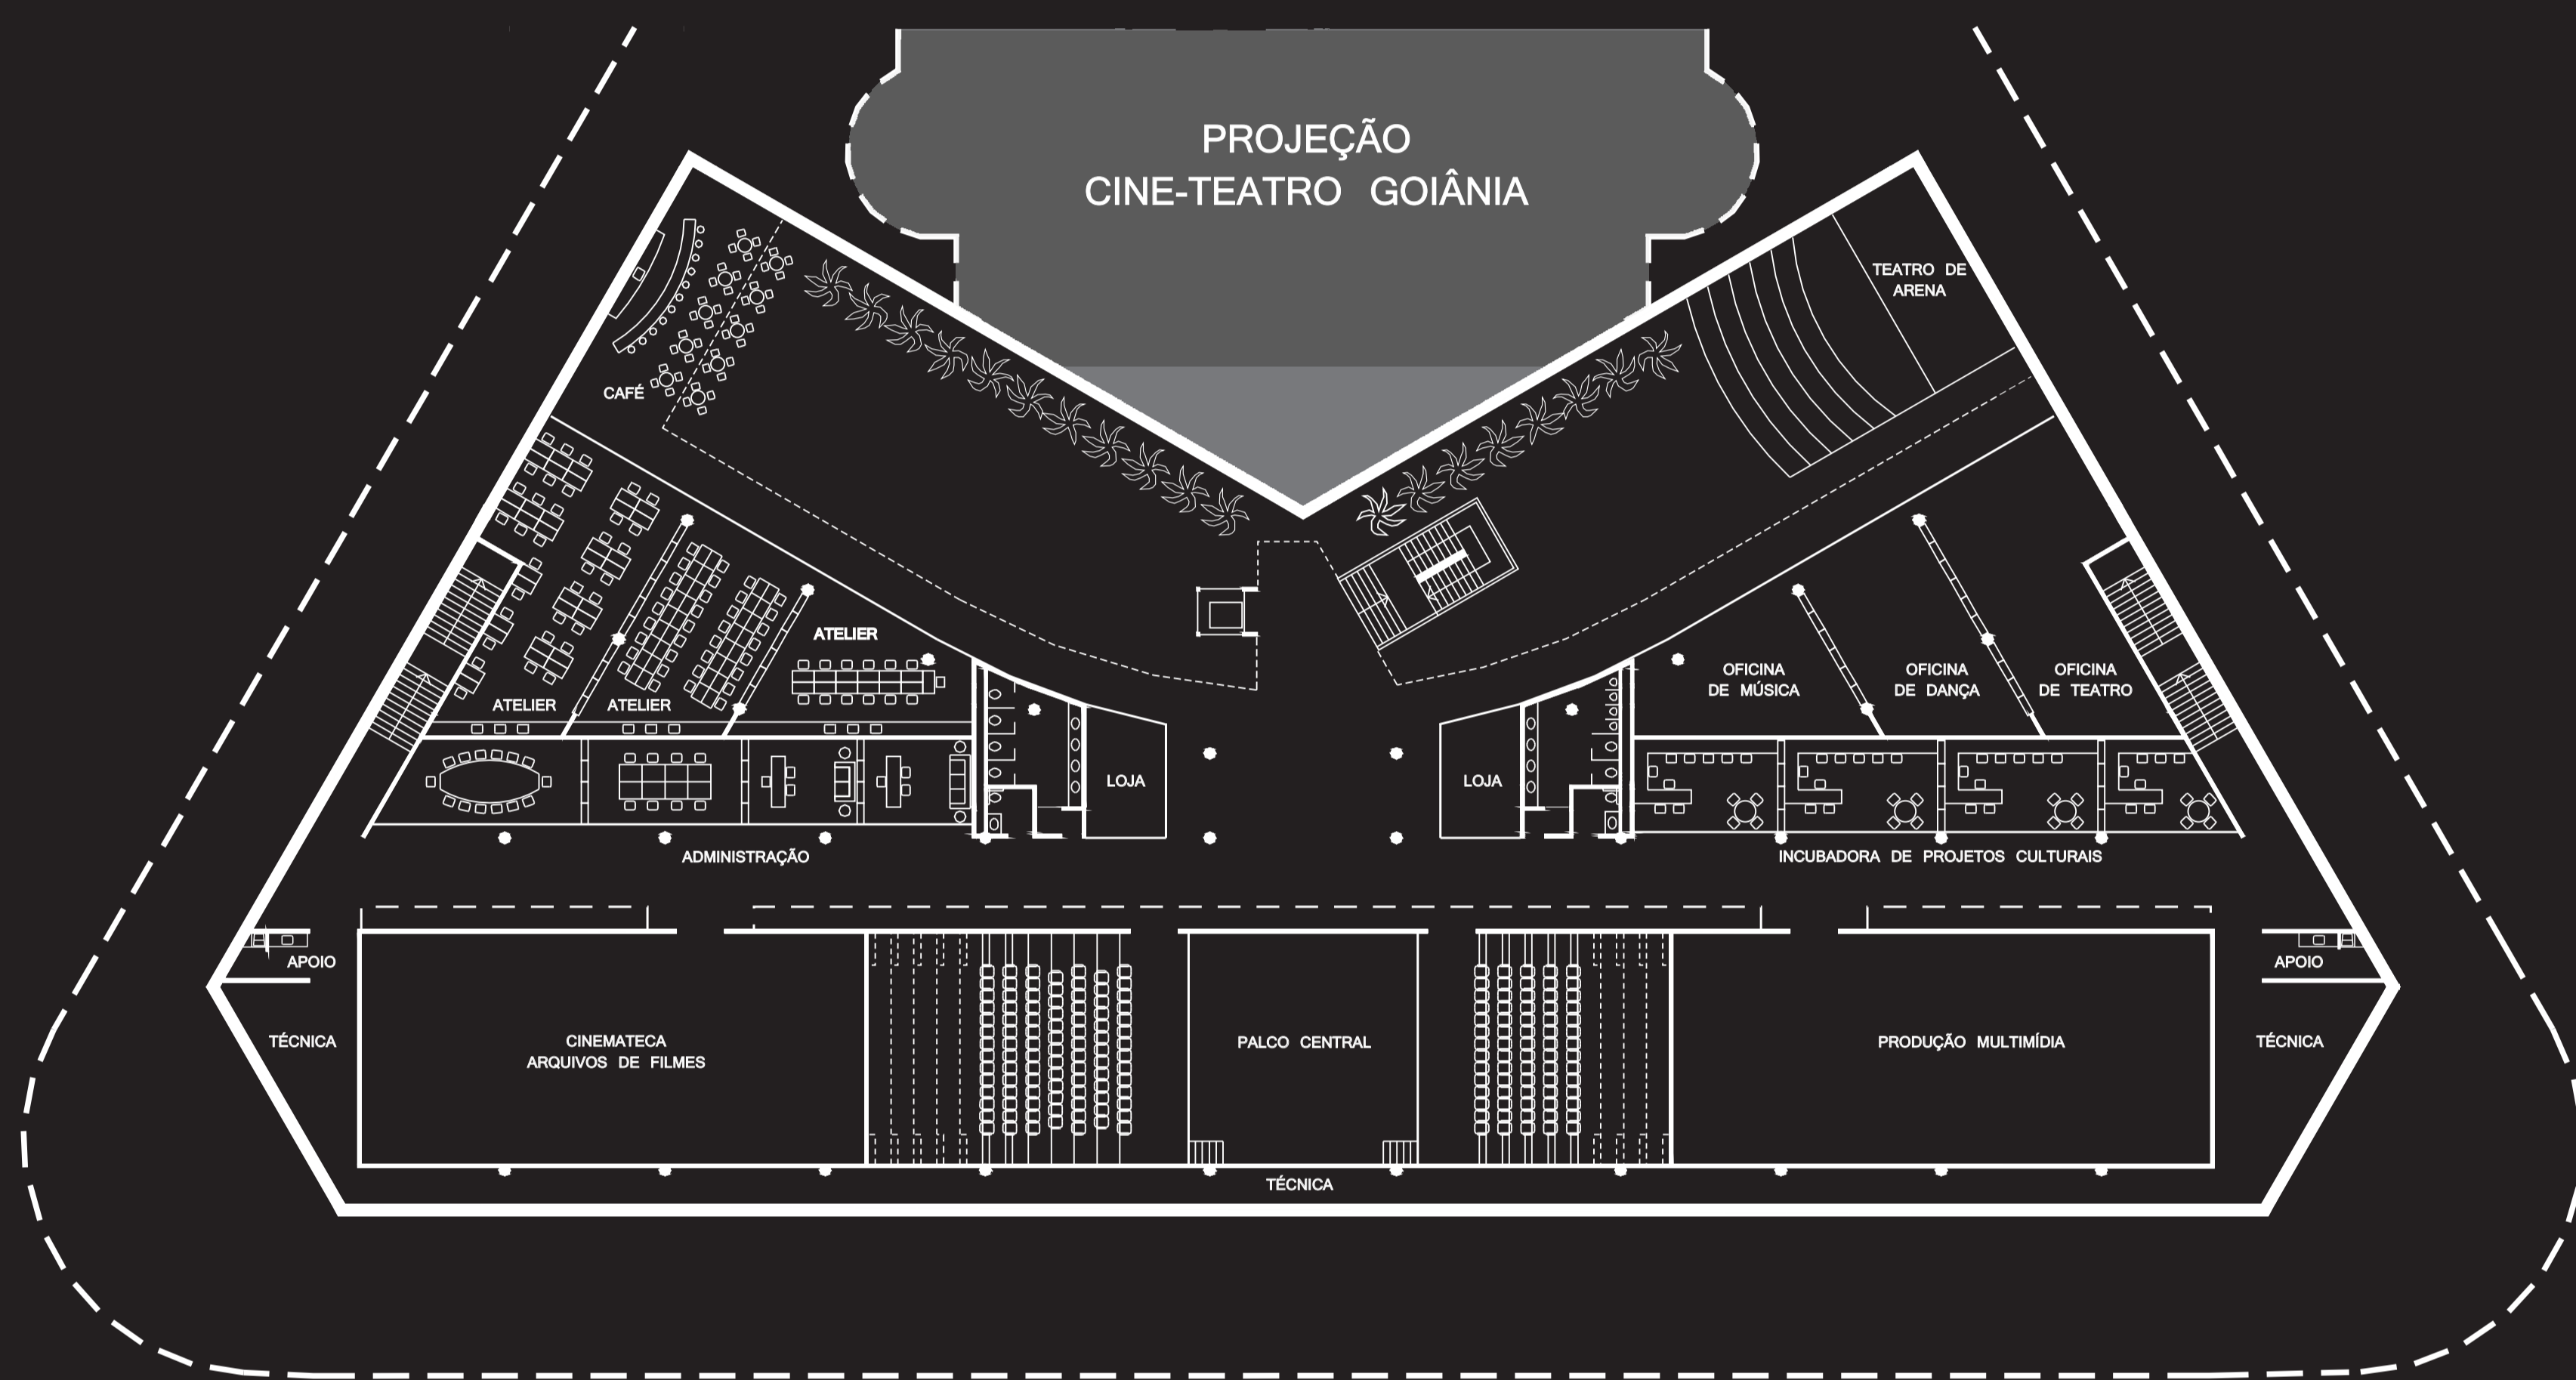 PROJEÇÃO
CINE-TEATRO GOIÂNIA
TEATRO DE
ARENA
CAFÉ
ATELIER
ATELIER
ATELIER
OFICINA
DE MÚSICA
OFICINA
DE DANÇA
OFICINA
DE TEATRO
LOJA
LOJA
ADMINISTRAÇÃO
INCUBADORA DE PROJETOS CULTURAIS
APOIO
APOIO
TÉCNICA
CINEMATECA
ARQUIVOS DE FILMES
PALCO CENTRAL
PRODUÇÃO MULTIMÍDIA
TÉCNICA
TÉCNICA